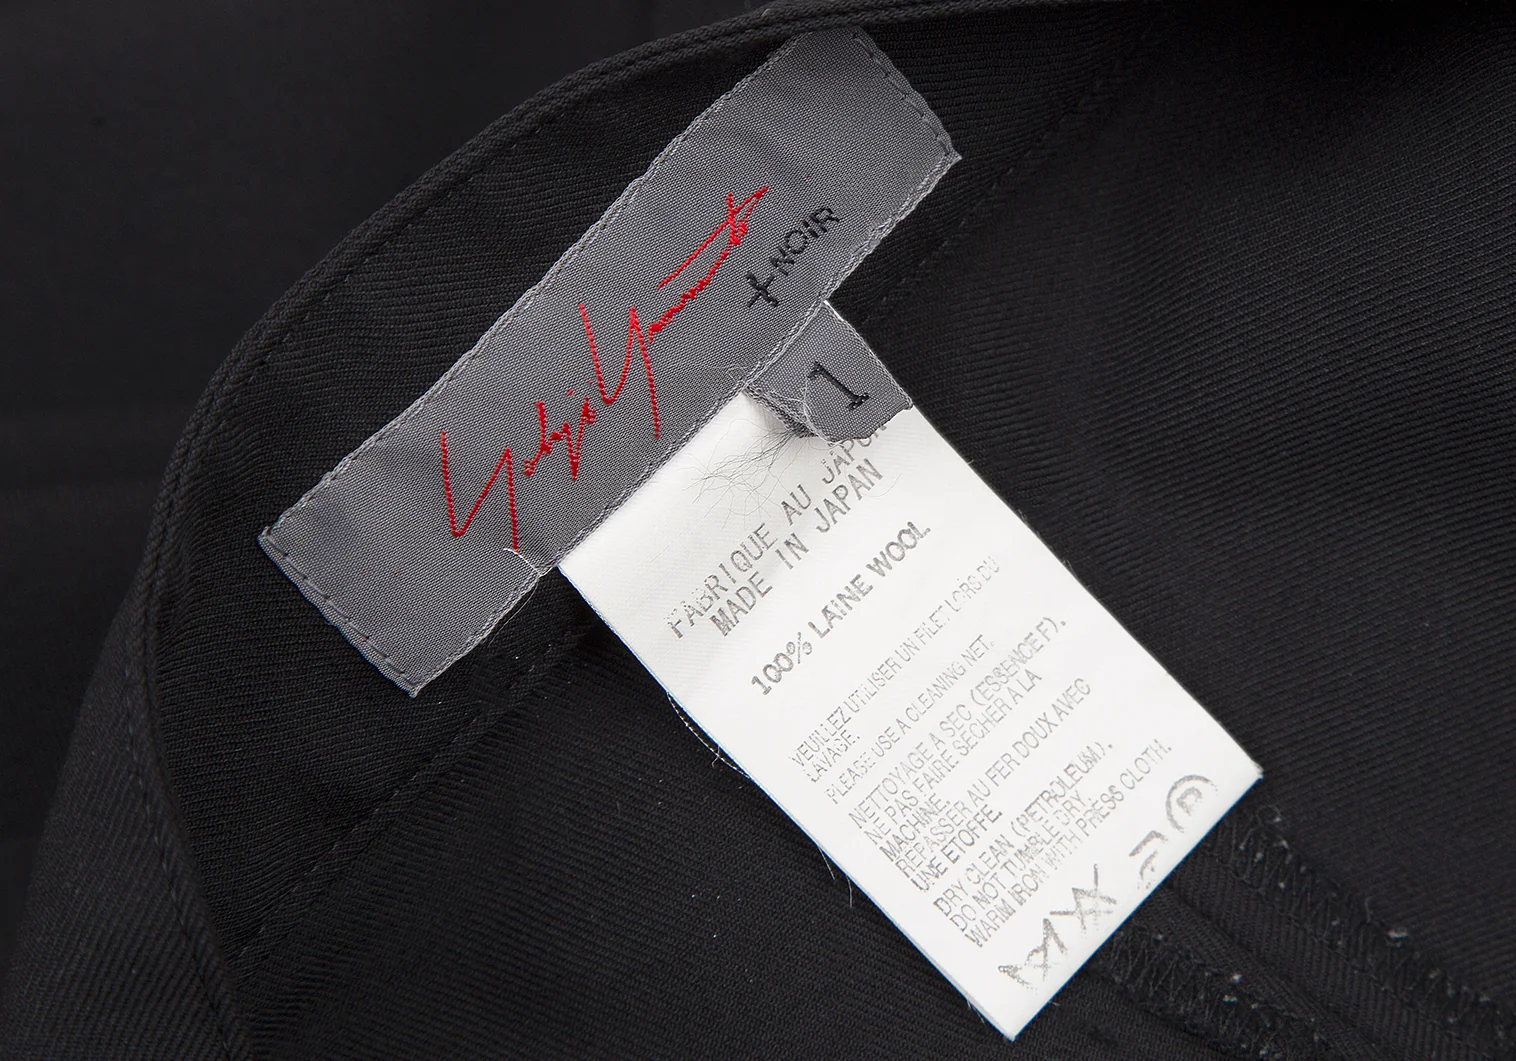 Yohji Yamamoto
+NOIR
1
FABRIQUE AU JAPON
MADE IN JAPAN
100% LAINE WOOL
VEUILLEZ UTILISER UN FILET LORS DU
LAVAGE.
PLEASE USE A CLEANING NET.
NETTOYAGE A SEC (ESSENCE F).
NE PAS FAIRE SECHER A LA
MACHINE.
REPASSER AU FER DOUX AVEC
UNE ETOFFE.
DRY CLEAN, (PETROLEUM).
DO NOT TUMBLE DRY.
WARM IRON WITH PRESS CLOTH.